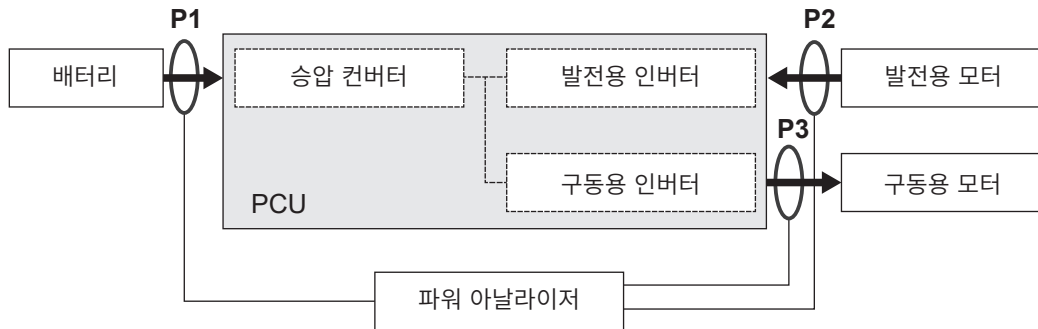 P1
P2
배터리
승압 컨버터
발전용 인버터
발전용 모터
P3
구동용 인버터
구동용 모터
PCU
파워 아날라이저